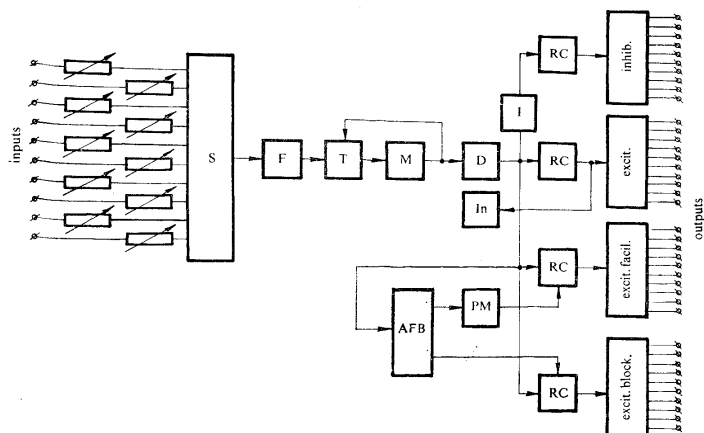 inputs
S
F
T
M
D
I
In
RC
inhib.
RC
excit.
RC
excit. facil.
AFB
PM
RC
excit. block.
outputs